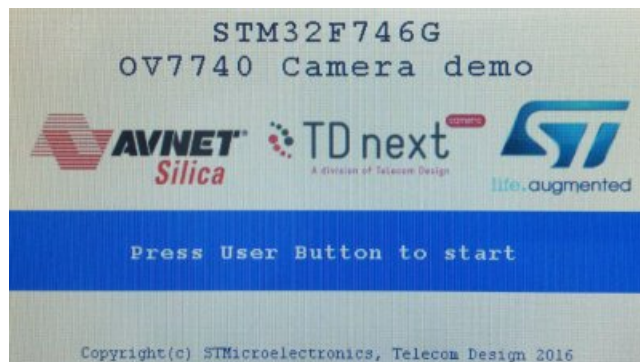 STM32F746G
OV7740 Camera demo
AVNET Silica
TD next camera
A division of Telecom Design
ST life.augmented
Press User Button to start
Copyright(c) STMicroelectronics, Telecom Design 2016